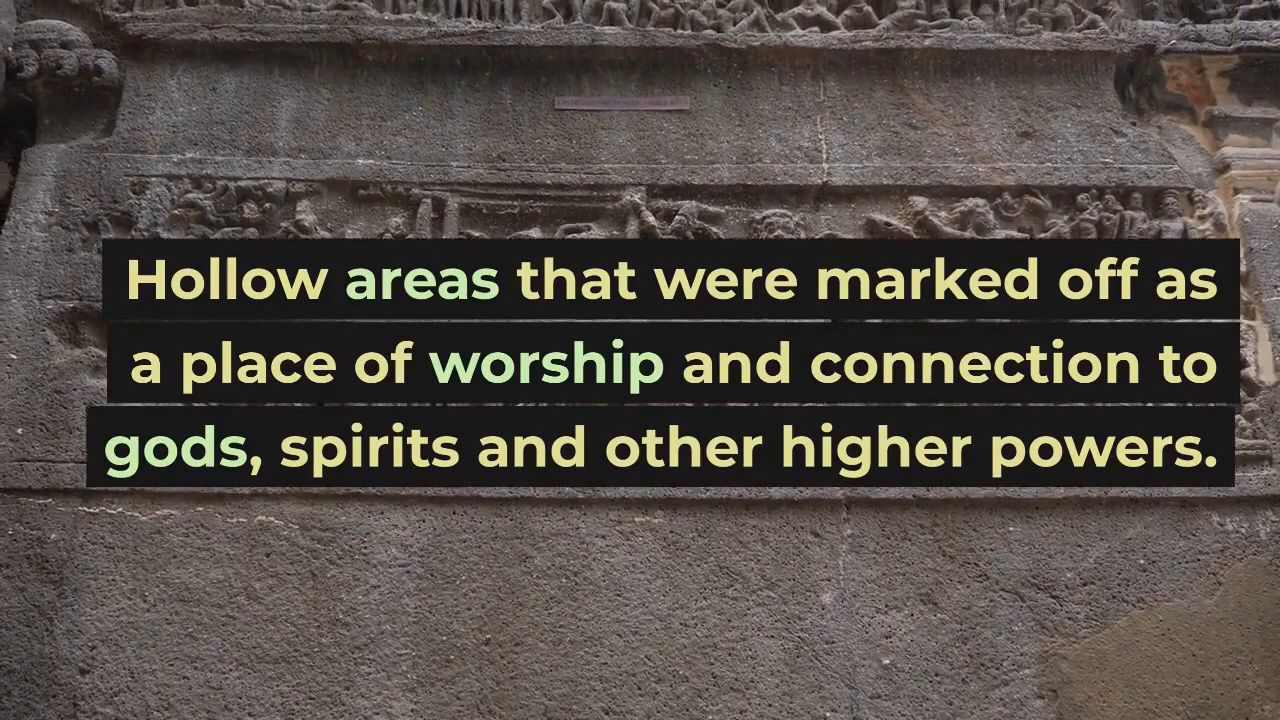 Hollow areas that were marked off as
a place of worship and connection to
gods, spirits and other higher powers.